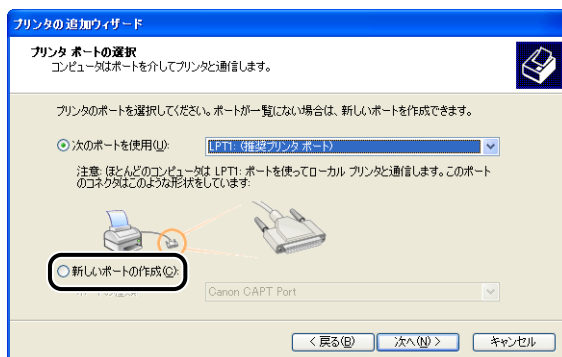 プリンタの追加ウィザード
プリンタ ポートの選択
コンピュータはポートを介してプリンタと通信します。
プリンタのポートを選択してください。ポートが一覧にない場合は、新しいポートを作成できます。
次のポートを使用(U):
LPT1: (推奨プリンタ ポート)
注意: ほとんどのコンピュータは LPT1: ポートを使ってローカル プリンタと通信します。このポート
のコネクタはこのような形状をしています:
新しいポートの作成(C):
Canon CAPT Port
< 戻る(B)
次へ(N) >
キャンセル